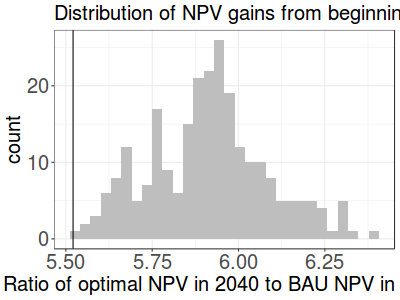 Distribution of NPV gains from beginnin
count
20
10
0
5.50 5.75 6.00 6.25
Ratio of optimal NPV in 2040 to BAU NPV in